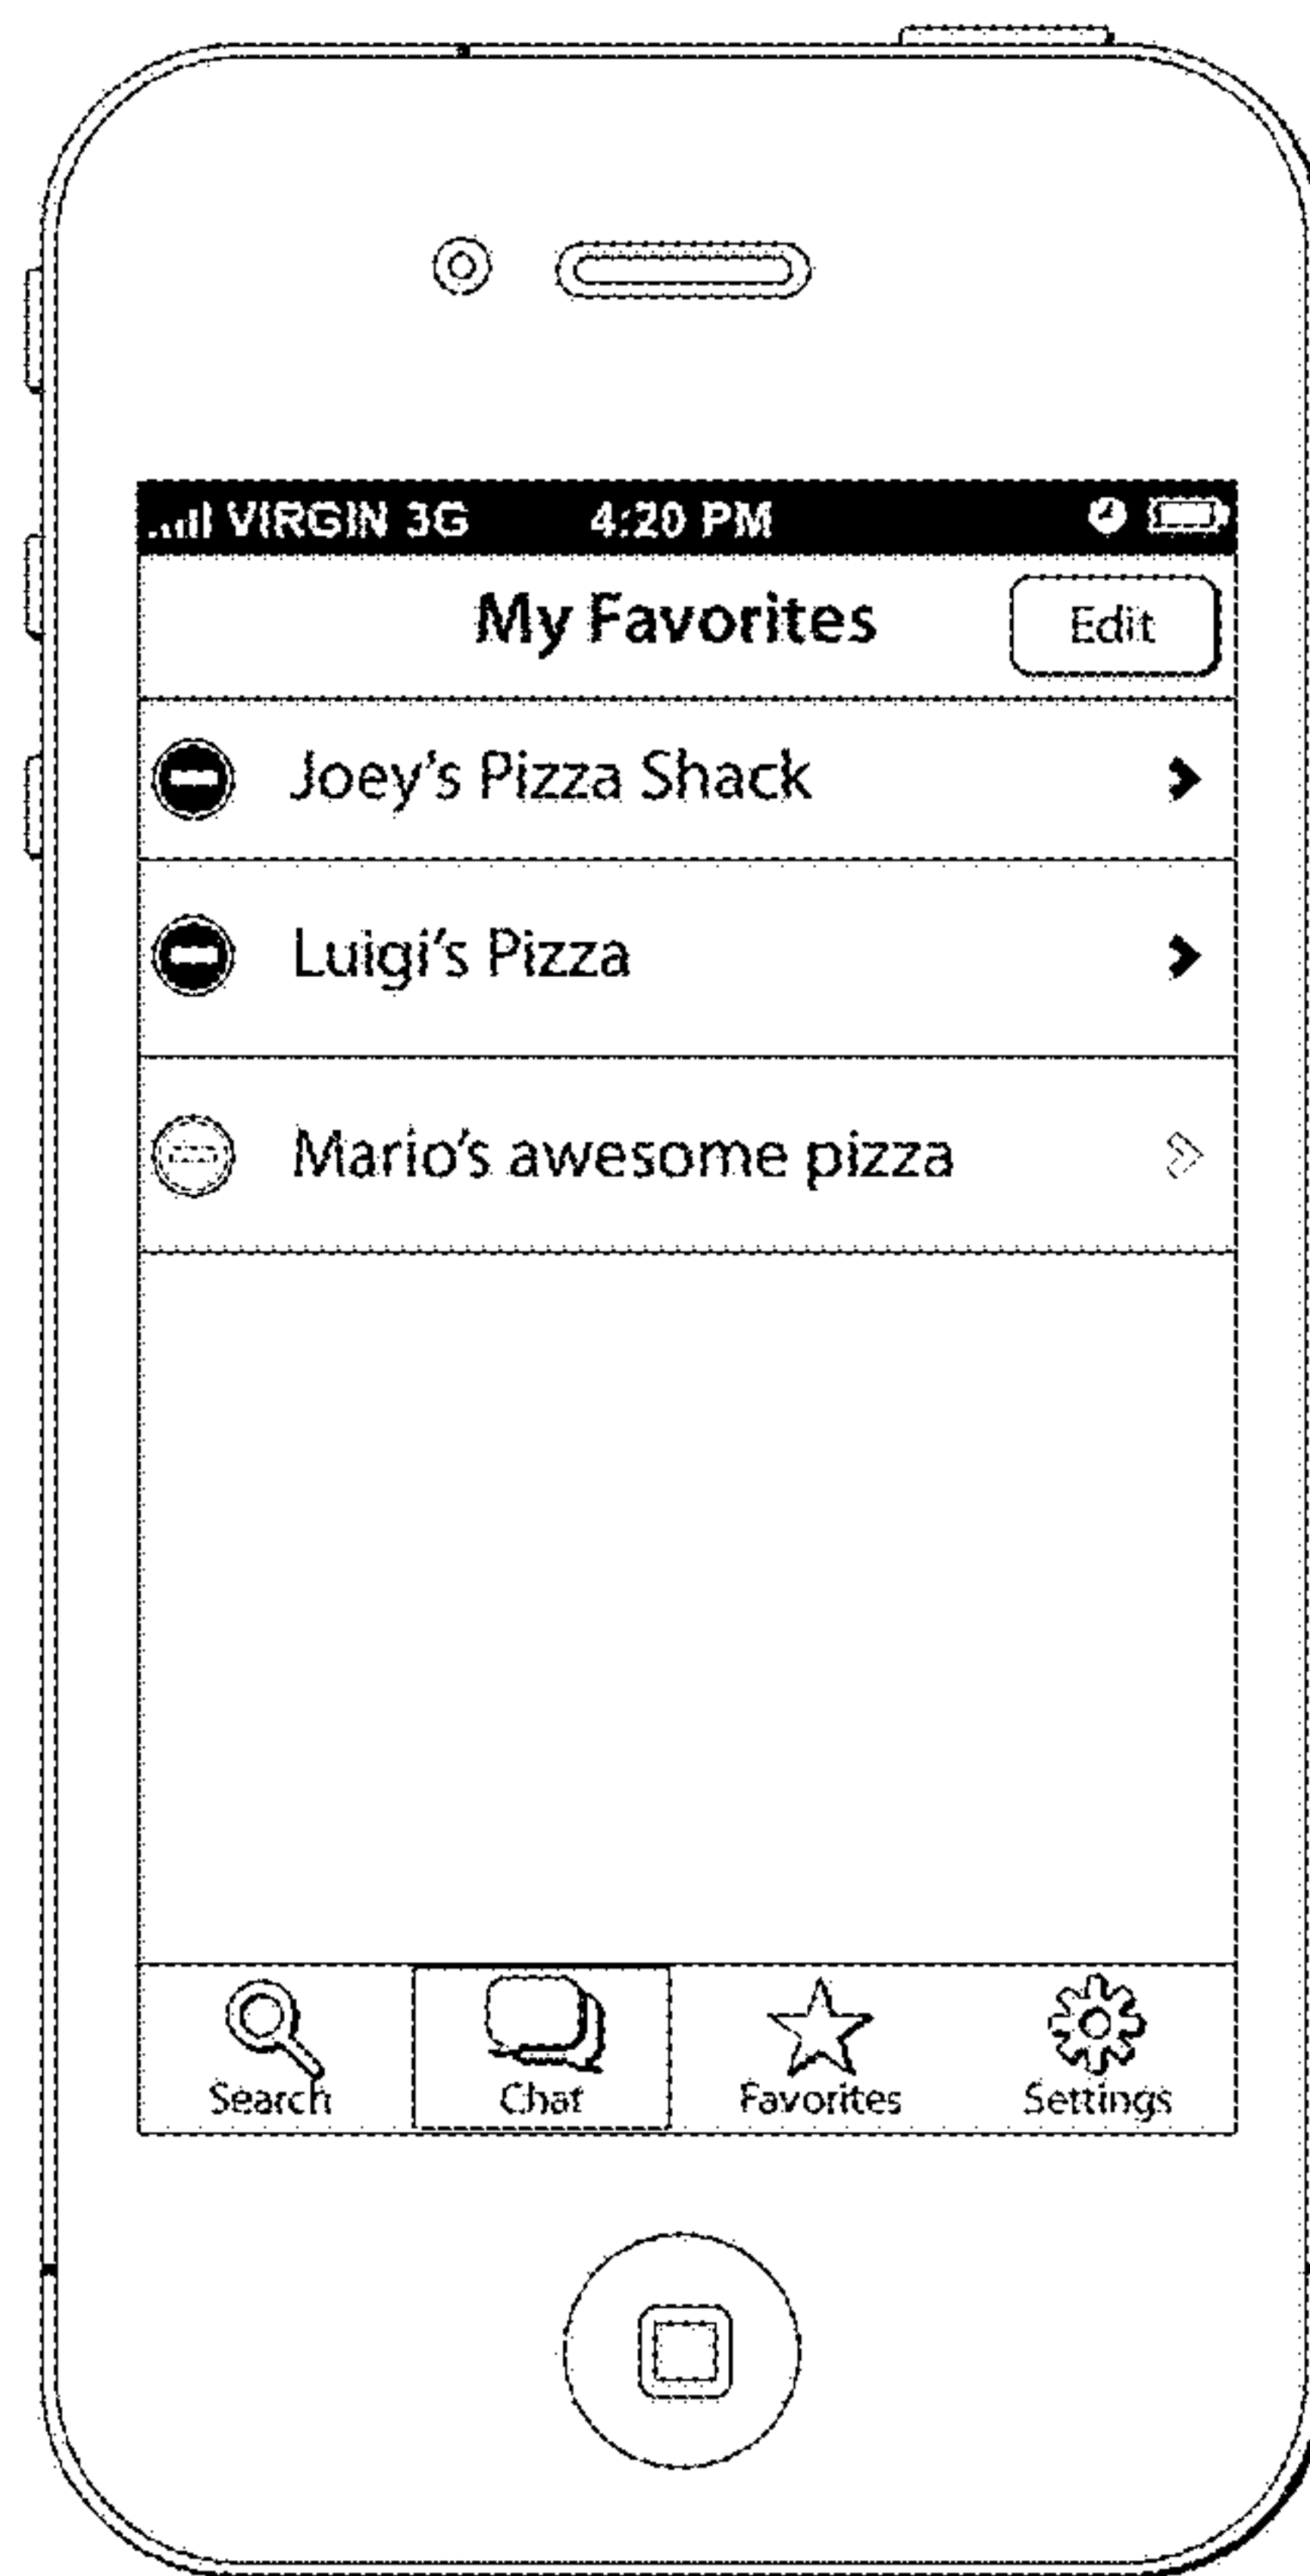 VIRGIN 3G 4:20 PM
My Favorites Edit
Joey's Pizza Shack
Luigi's Pizza
Mario's awesome pizza
Search Chat Favorites Settings